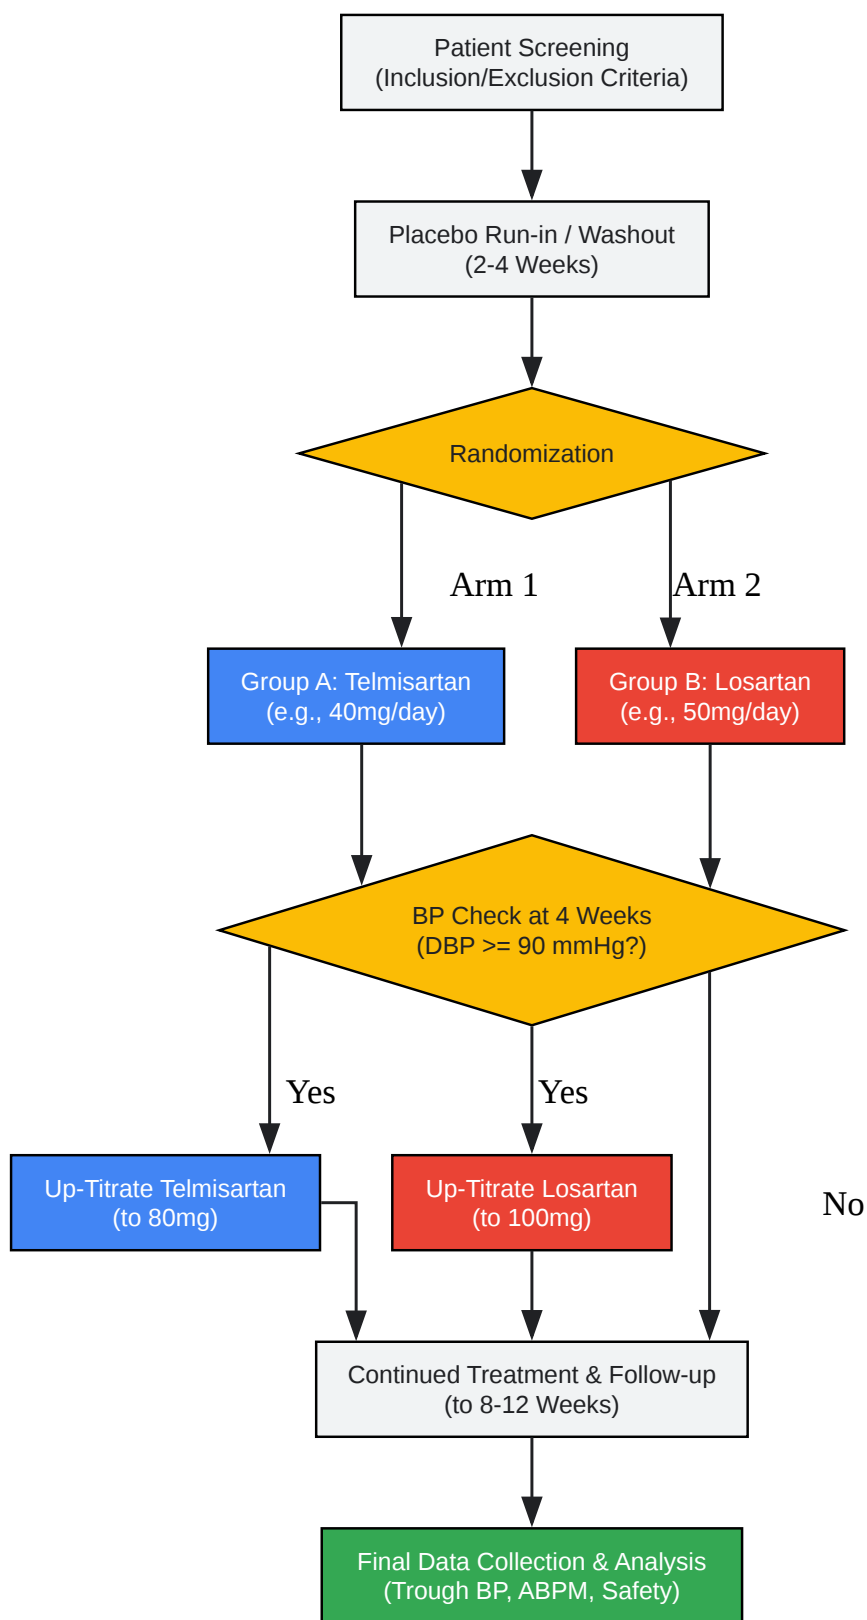 Patient Screening
(Inclusion/Exclusion Criteria)
Placebo Run-in / Washout
(2-4 Weeks)
Randomization
Arm 1
Arm 2
Group A: Telmisartan
(e.g., 40mg/day)
Group B: Losartan
(e.g., 50mg/day)
BP Check at 4 Weeks
(DBP >= 90 mmHg?)
Yes
Yes
No
Up-Titrate Telmisartan
(to 80mg)
Up-Titrate Losartan
(to 100mg)
Continued Treatment & Follow-up
(to 8-12 Weeks)
Final Data Collection & Analysis
(Trough BP, ABPM, Safety)